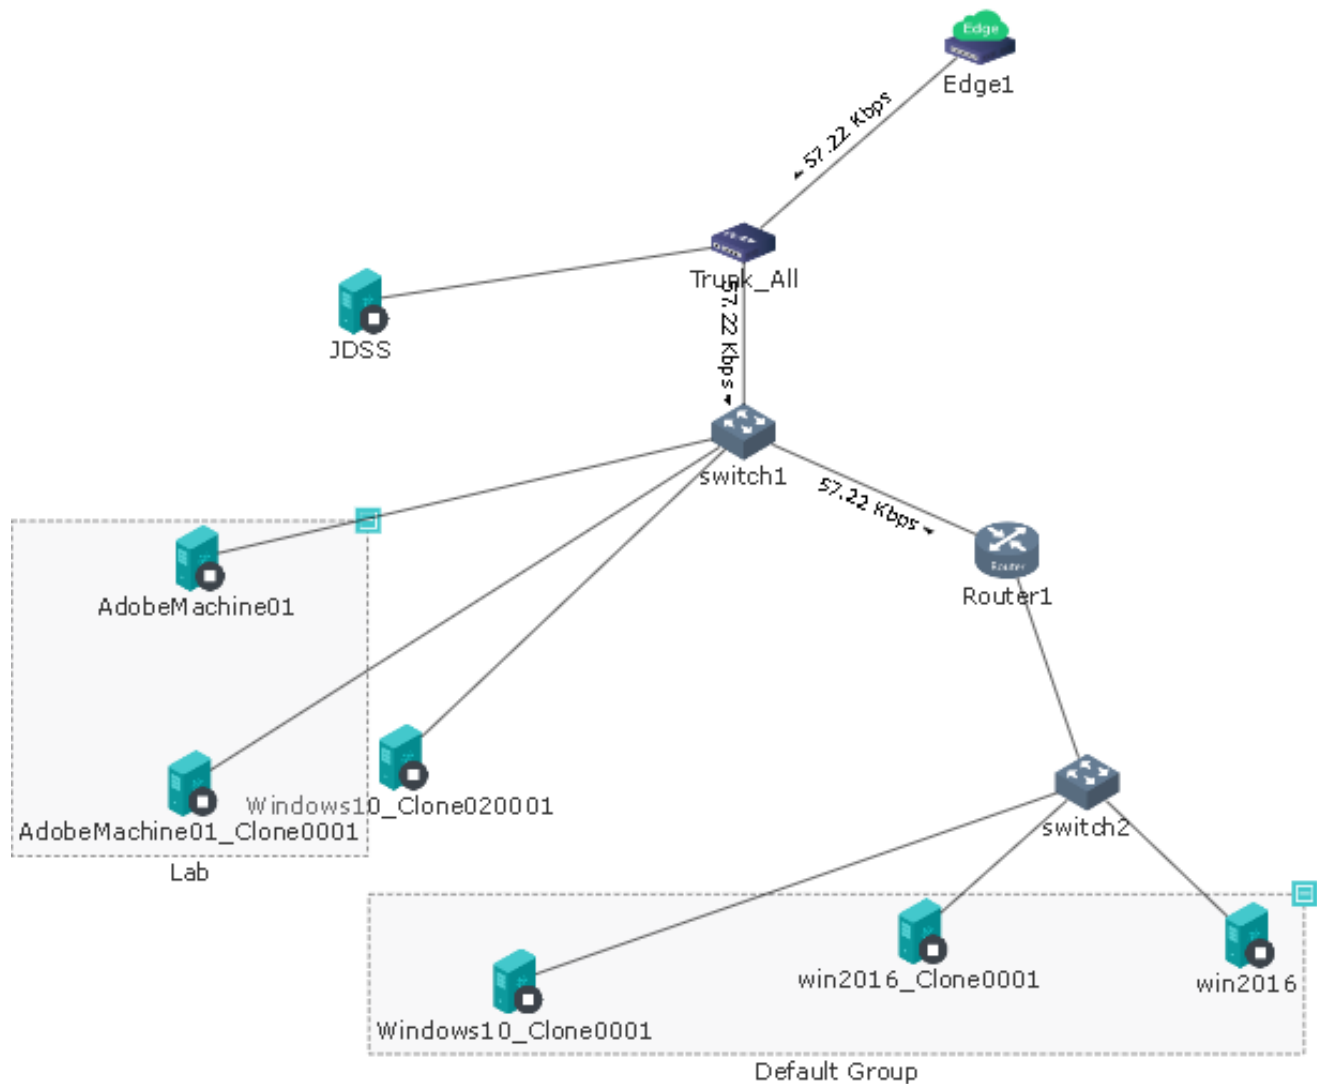 Edge
Edge1
57.22 Kbps
Trunk_All
JDSS
57.22 Kbps
switch1
57.22 Kbps
Router
Router1
AdobeMachine01
Windows10_Clone020001
AdobeMachine01_Clone0001
switch2
Lab
win2016_Clone0001
win2016
Windows10_Clone0001
Default Group